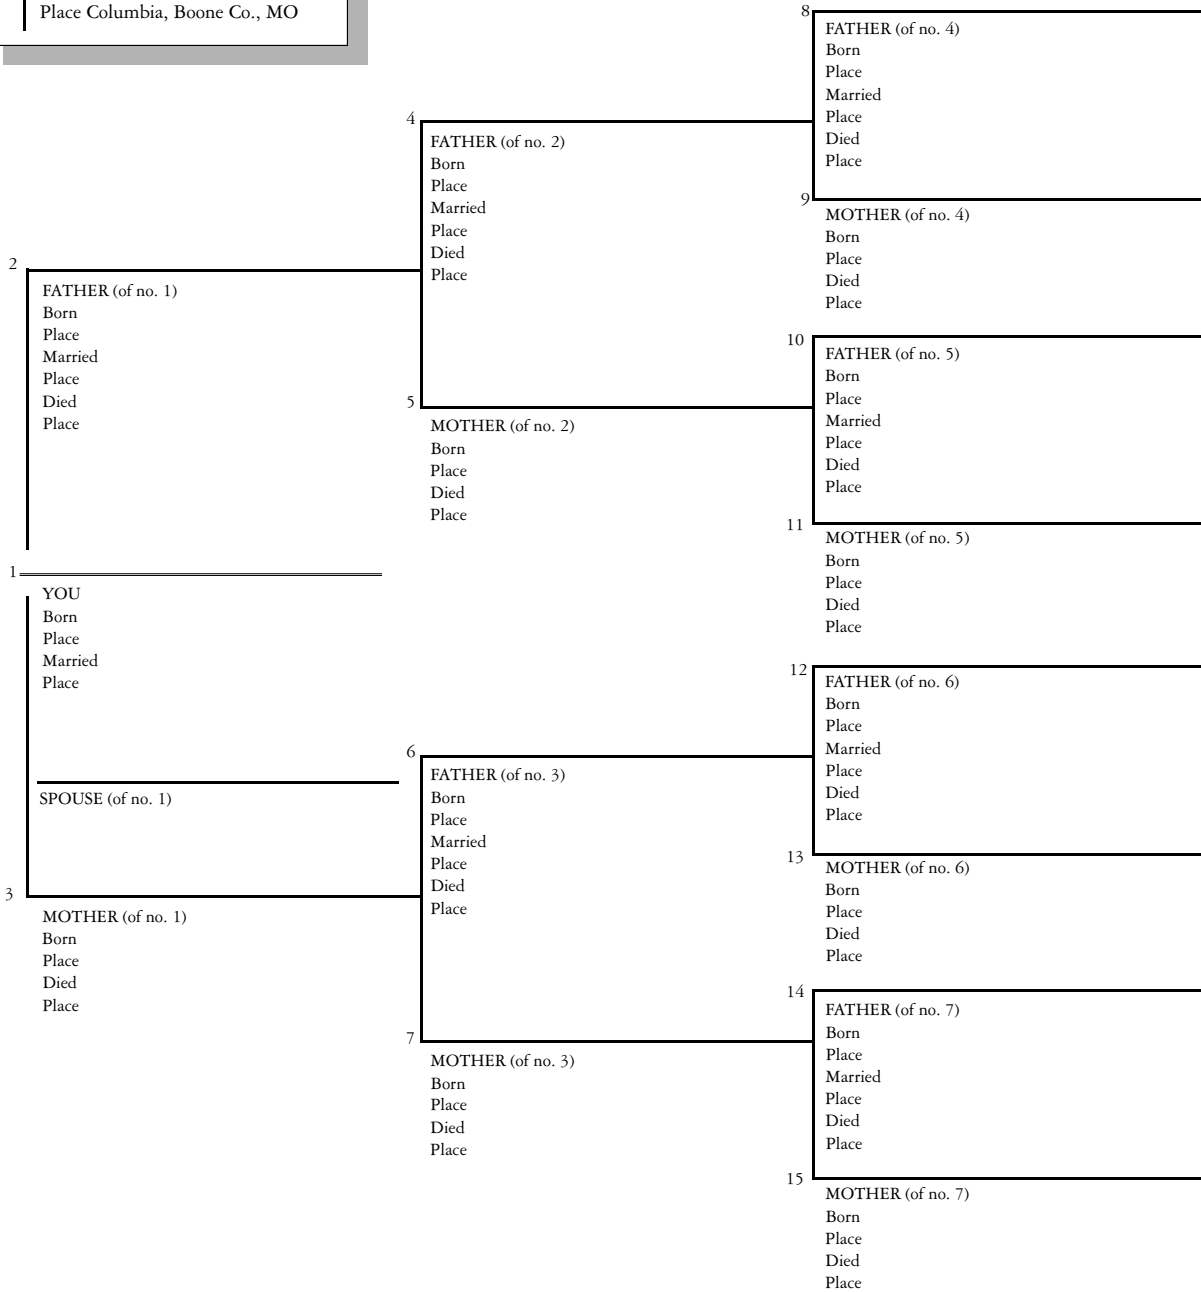 Place Columbia, Boone Co., MO
8
FATHER (of no. 4)
Born
Place
Married
Place
Died
Place
4
FATHER (of no. 2)
Born
Place
Married
Place
Died
Place
9
MOTHER (of no. 4)
Born
Place
Died
Place
2
FATHER (of no. 1)
Born
Place
Married
Place
Died
Place
10
FATHER (of no. 5)
Born
Place
Married
Place
Died
Place
5
MOTHER (of no. 2)
Born
Place
Died
Place
11
MOTHER (of no. 5)
Born
Place
Died
Place
1
YOU
Born
Place
Married
Place
SPOUSE (of no. 1)
12
FATHER (of no. 6)
Born
Place
Married
Place
Died
Place
6
FATHER (of no. 3)
Born
Place
Married
Place
Died
Place
13
MOTHER (of no. 6)
Born
Place
Died
Place
3
MOTHER (of no. 1)
Born
Place
Died
Place
14
FATHER (of no. 7)
Born
Place
Married
Place
Died
Place
7
MOTHER (of no. 3)
Born
Place
Died
Place
15
MOTHER (of no. 7)
Born
Place
Died
Place